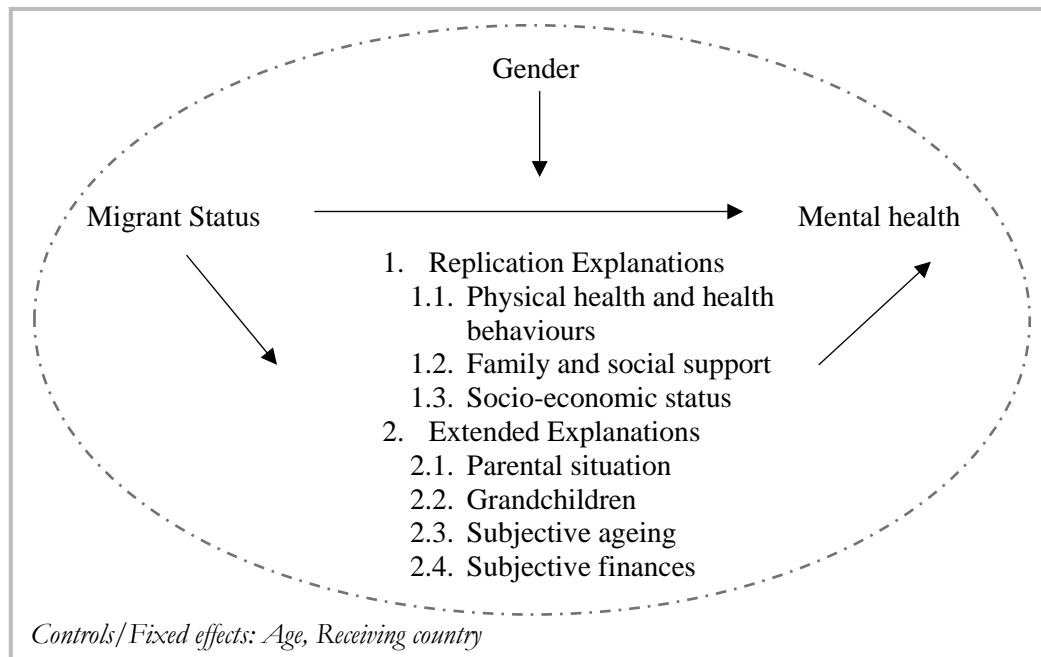 Gender
Migrant Status
Mental health
1. Replication Explanations
1.1. Physical health and health
behaviours
1.2. Family and social support
1.3. Socio-economic status
2. Extended Explanations
2.1. Parental situation
2.2. Grandchildren
2.3. Subjective ageing
2.4. Subjective finances
Controls/Fixed effects: Age, Receiving country